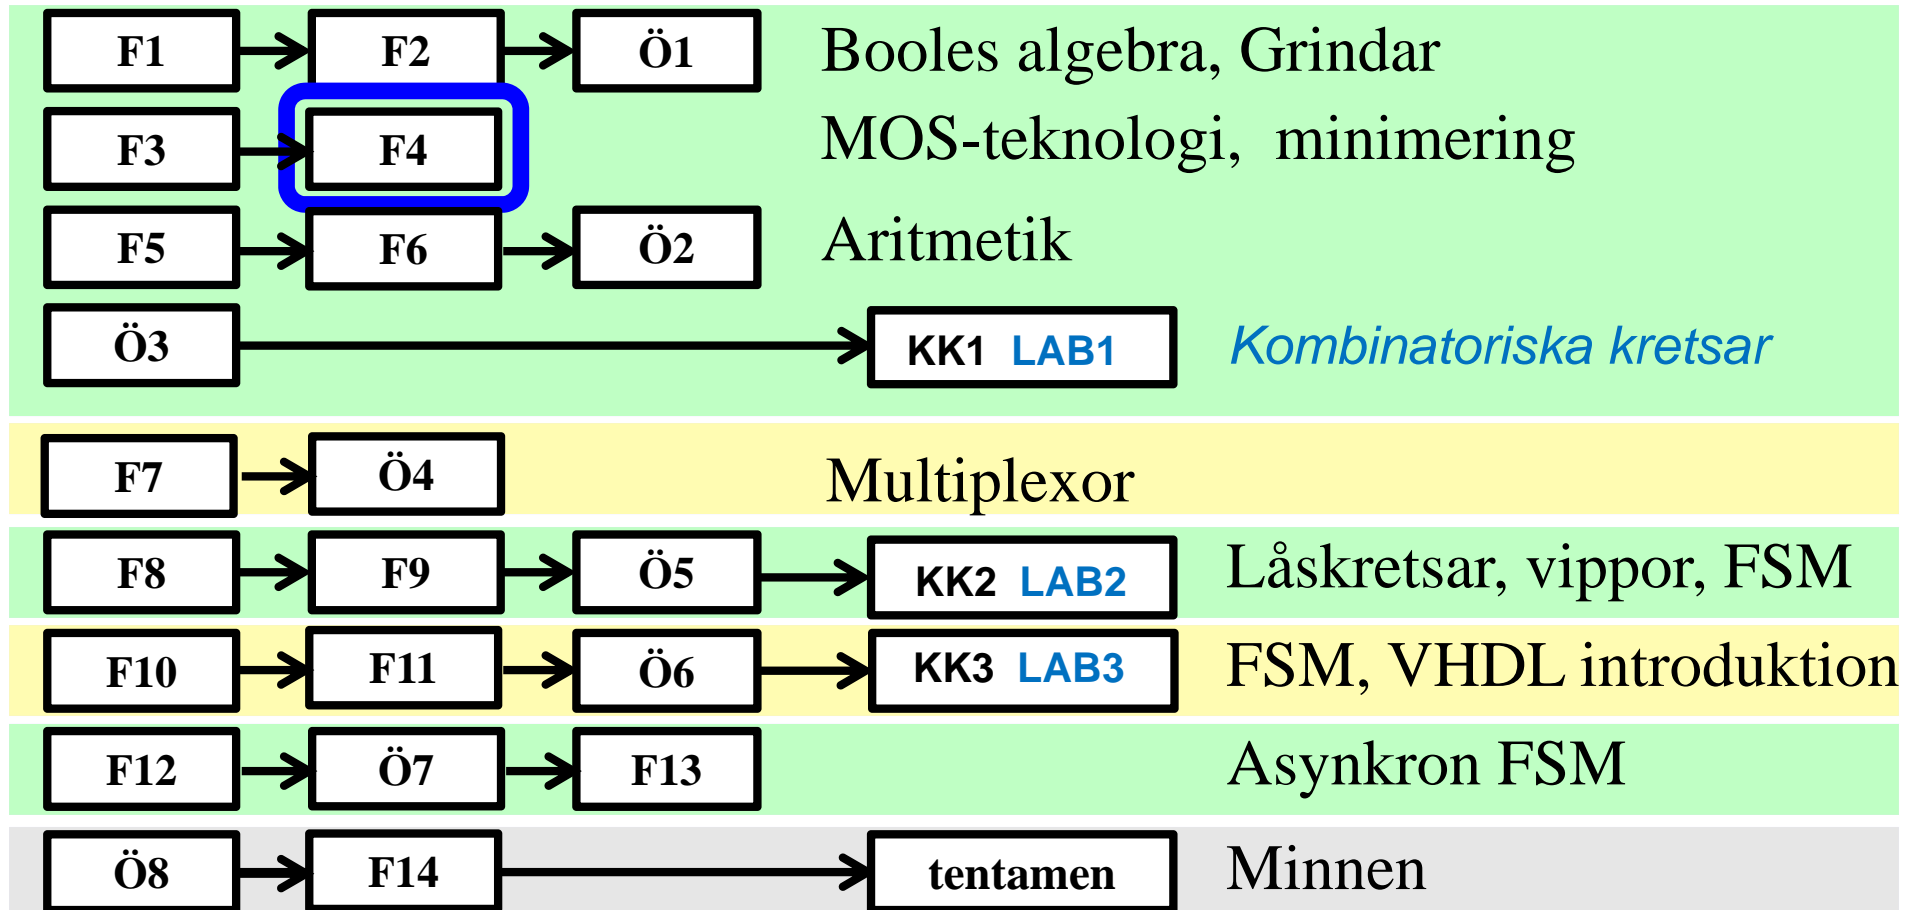 F1 F2 Ö1 Booles algebra, Grindar
F3 F4 MOS-teknologi, minimering
F5 F6 Ö2 Aritmetik
Ö3 KK1 LAB1 Kombinatoriska kretsar
F7 Ö4 Multiplexor
F8 F9 Ö5 KK2 LAB2 Låskretsar, vippor, FSM
F10 F11 Ö6 KK3 LAB3 FSM, VHDL introduktion
F12 Ö7 F13 Asynkron FSM
Ö8 F14 tentamen Minnen